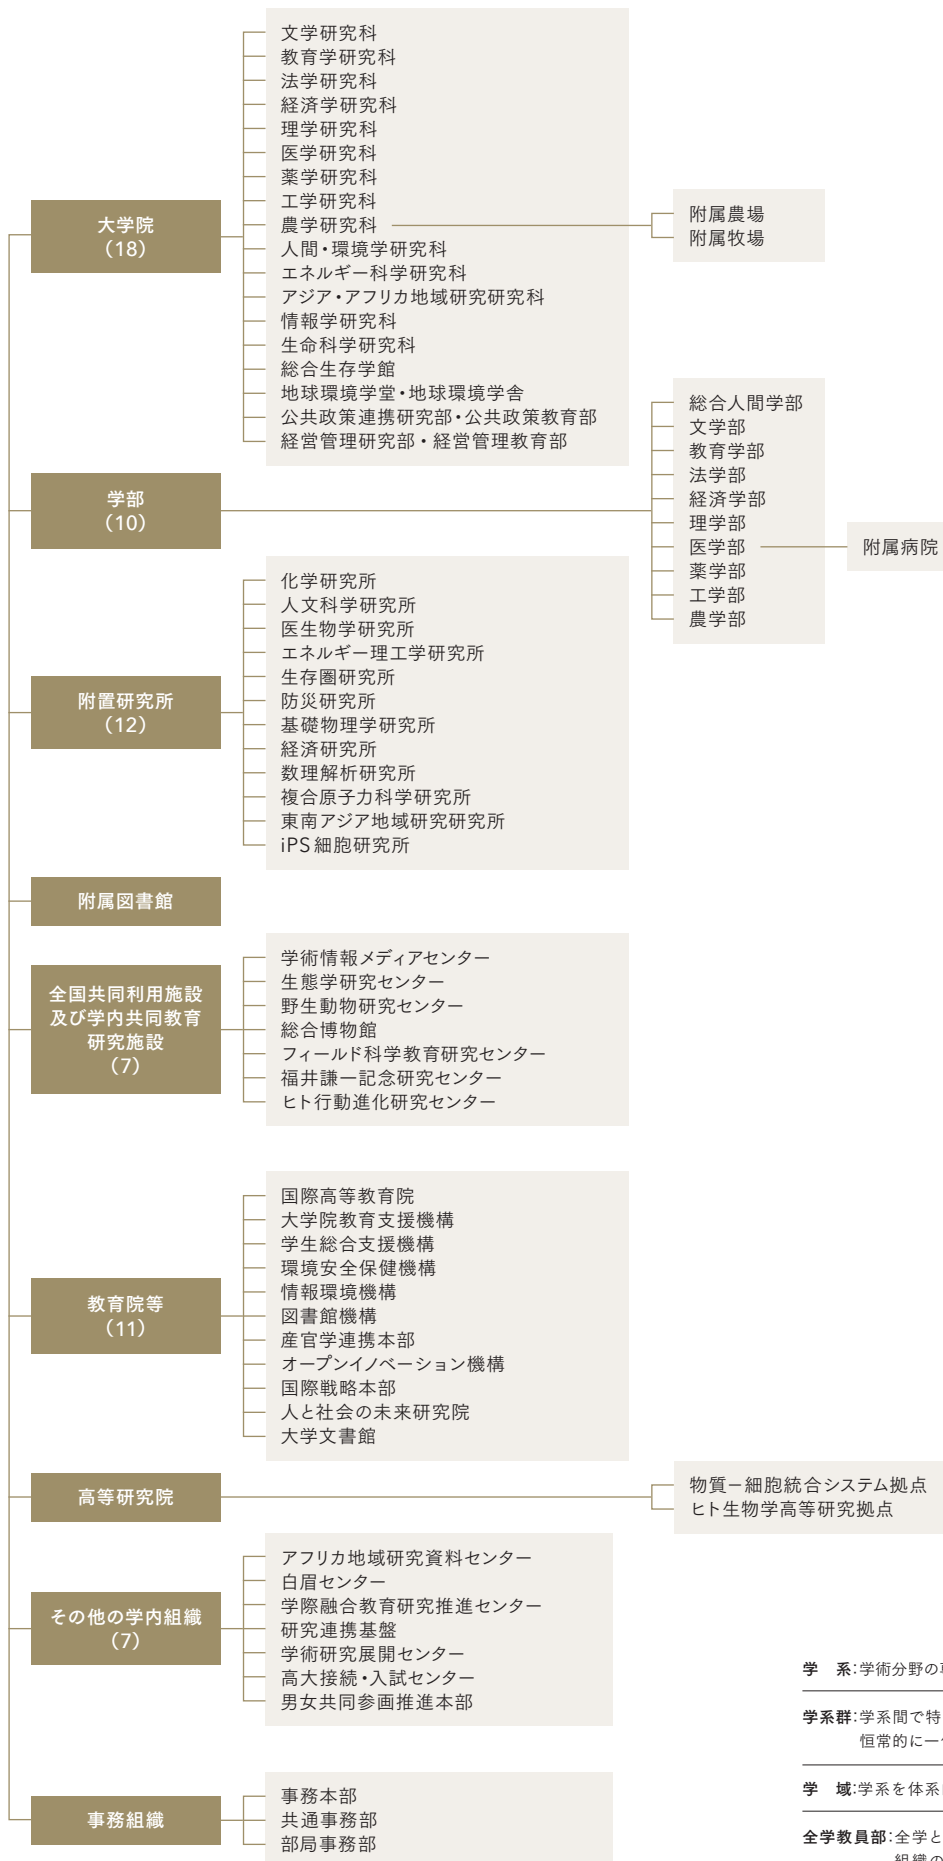 大学院
（18）
文学研究科
教育学研究科
法学研究科
経済学研究科
理学研究科
医学研究科
薬学研究科
工学研究科
農学研究科
人間・環境学研究科
エネルギー科学研究科
アジア・アフリカ地域研究研究科
情報学研究科
生命科学研究科
総合生存学館
地球環境学堂・地球環境学舎
公共政策連携研究部・公共政策教育部
経営管理研究部・経営管理教育部
附属農場
附属牧場
学部
（10）
総合人間学部
文学部
教育学部
法学部
経済学部
理学部
医学部
薬学部
工学部
農学部
附属病院
附置研究所
（12）
化学研究所
人文科学研究所
医生物学研究所
エネルギー理工学研究所
生存圏研究所
防災研究所
基礎物理学研究所
経済研究所
数理解析研究所
複合原子力科学研究所
東南アジア地域研究研究所
iPS細胞研究所
附属図書館
全国共同利用施設
及び学内共同教育
研究施設
（7）
学術情報メディアセンター
生態学研究センター
野生動物研究センター
総合博物館
フィールド科学教育研究センター
福井謙一記念研究センター
ヒト行動進化研究センター
教育院等
（11）
国際高等教育院
大学院教育支援機構
学生総合支援機構
環境安全保健機構
情報環境機構
図書館機構
産官学連携本部
オープンイノベーション機構
国際戦略本部
人と社会の未来研究院
大学文書館
高等研究院
物質－細胞統合システム拠点
ヒト生物学高等研究拠点
その他の学内組織
（7）
アフリカ地域研究資料センター
白眉センター
学際融合教育研究推進センター
研究連携基盤
学術研究展開センター
高大接続・入試センター
男女共同参画推進本部
事務組織
事務本部
共通事務部
部局事務部
学　系：学術分野の
学系群：学系間で特
恒常的に一
学　域：学系を体系
全学教員部：全学と
組織の